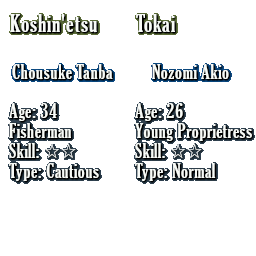 Koshin'etsu
Chousuke Tanba
Age: 34
Fisherman
Skill: ☆☆
Type: Cautious
Tokai
Nozomi Akio
Age: 26
Young Proprietress
Skill: ☆☆
Type: Normal